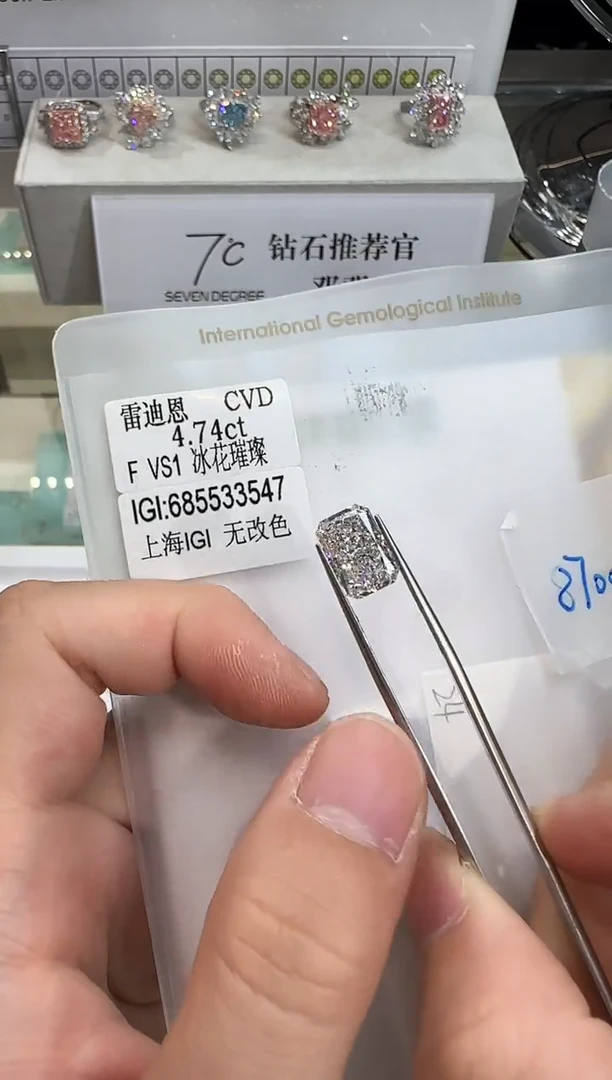 7℃ 钻石推荐官
SEVEN DEGREE
International Gemological Institute
雷迪恩 CVD
4.74ct
F VS1 冰花璀璨
IGI:685533547
上海IGI 无改色